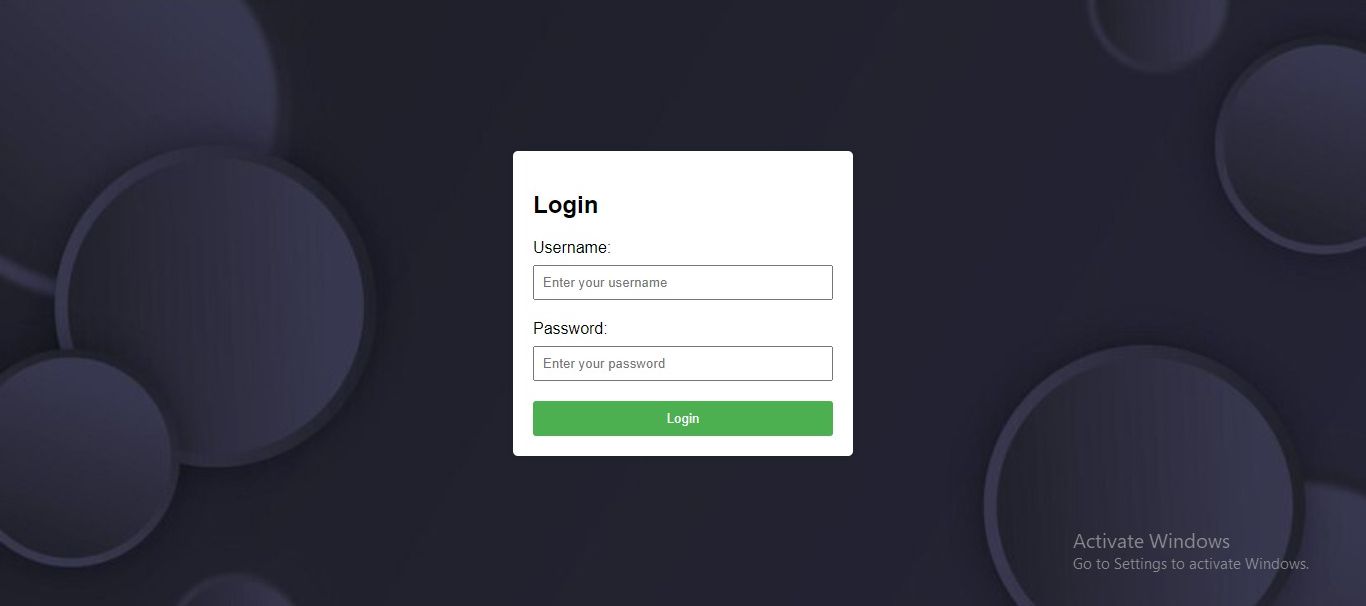 Login
Username:
Enter your username
Password:
Enter your password
Login
Activate Windows
Go to Settings to activate Windows.